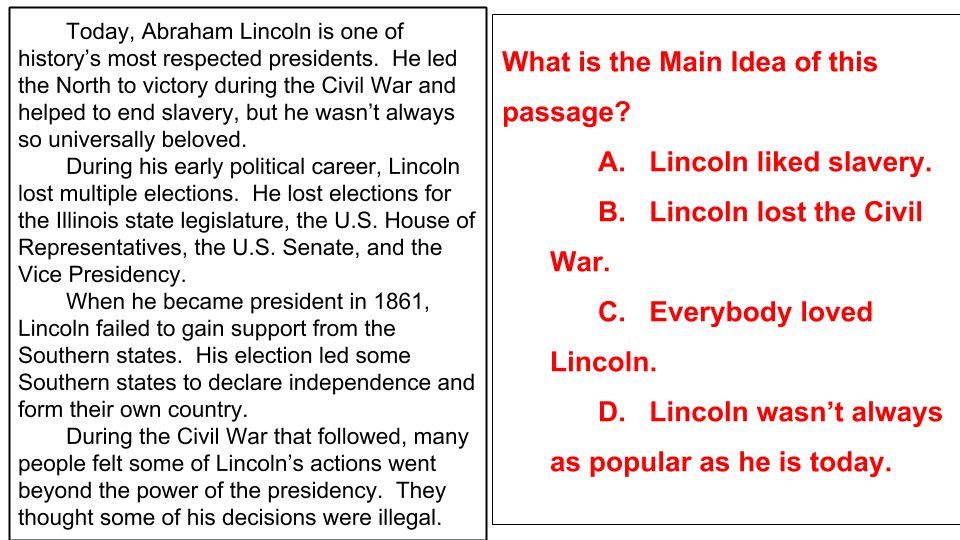 Today, Abraham Lincoln is one of
history’s most respected presidents.  He led
the North to victory during the Civil War and
helped to end slavery, but he wasn’t always
so universally beloved.
During his early political career, Lincoln
lost multiple elections.  He lost elections for
the Illinois state legislature, the U.S. House of
Representatives, the U.S. Senate, and the
Vice Presidency.
When he became president in 1861,
Lincoln failed to gain support from the
Southern states.  His election led some
Southern states to declare independence and
form their own country.
During the Civil War that followed, many
people felt some of Lincoln’s actions went
beyond the power of the presidency.  They
thought some of his decisions were illegal.
What is the Main Idea of this
passage?
A.   Lincoln liked slavery.
B.   Lincoln lost the Civil
War.
C.   Everybody loved
Lincoln.
D.   Lincoln wasn’t always
as popular as he is today.